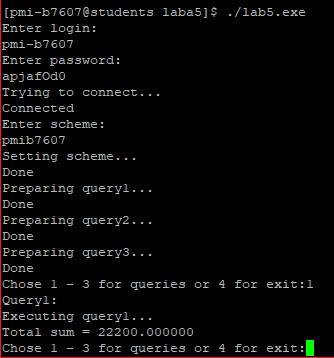 [pmi-b7607@students laba5]$ ./lab5.exe
Enter login:
pmi-b7607
Enter password:
apjafOd0
Trying to connect...
Connected
Enter scheme:
pmib7607
Setting scheme...
Done
Preparing query1...
Done
Preparing query2...
Done
Preparing query3...
Done
Chose 1 - 3 for queries or 4 for exit:1
Query1:
Executing query1...
Total sum = 22200.000000
Chose 1 - 3 for queries or 4 for exit: